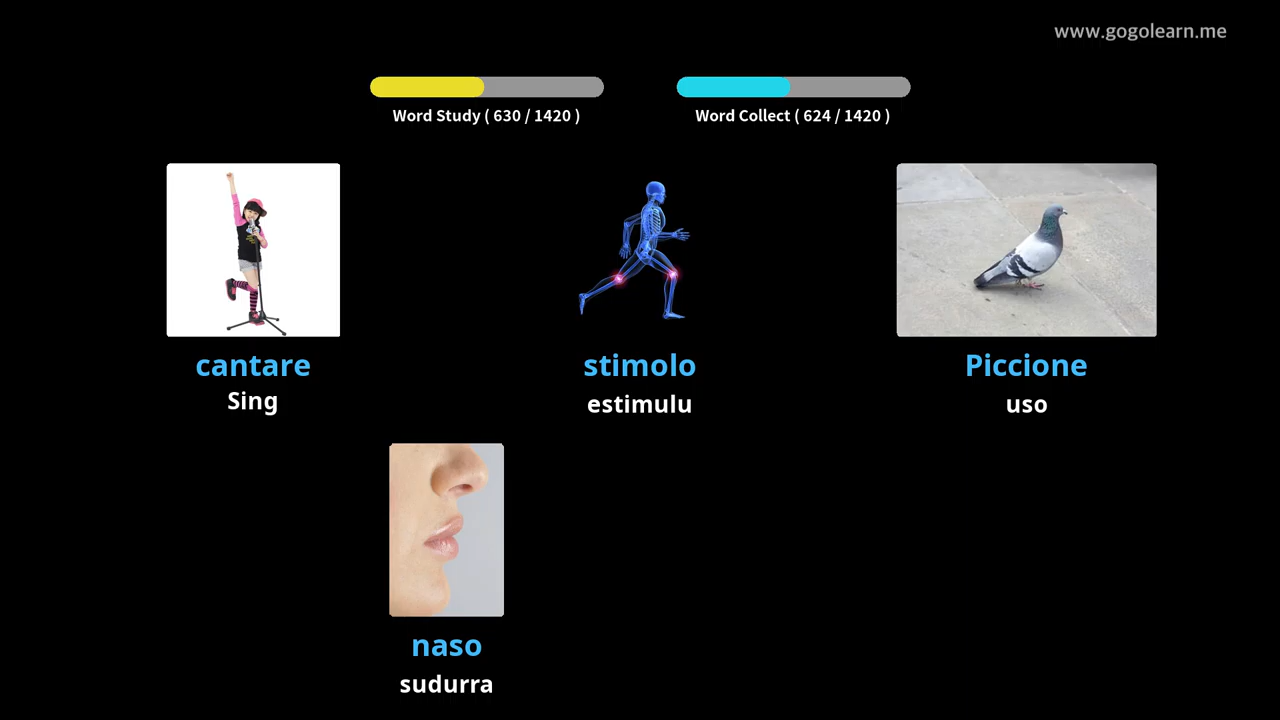 www.gogolearn.me
Word Study ( 630 / 1420 )
Word Collect ( 624 / 1420 )
cantare
Sing
stimolo
estimulu
Piccione
uso
naso
sudurra